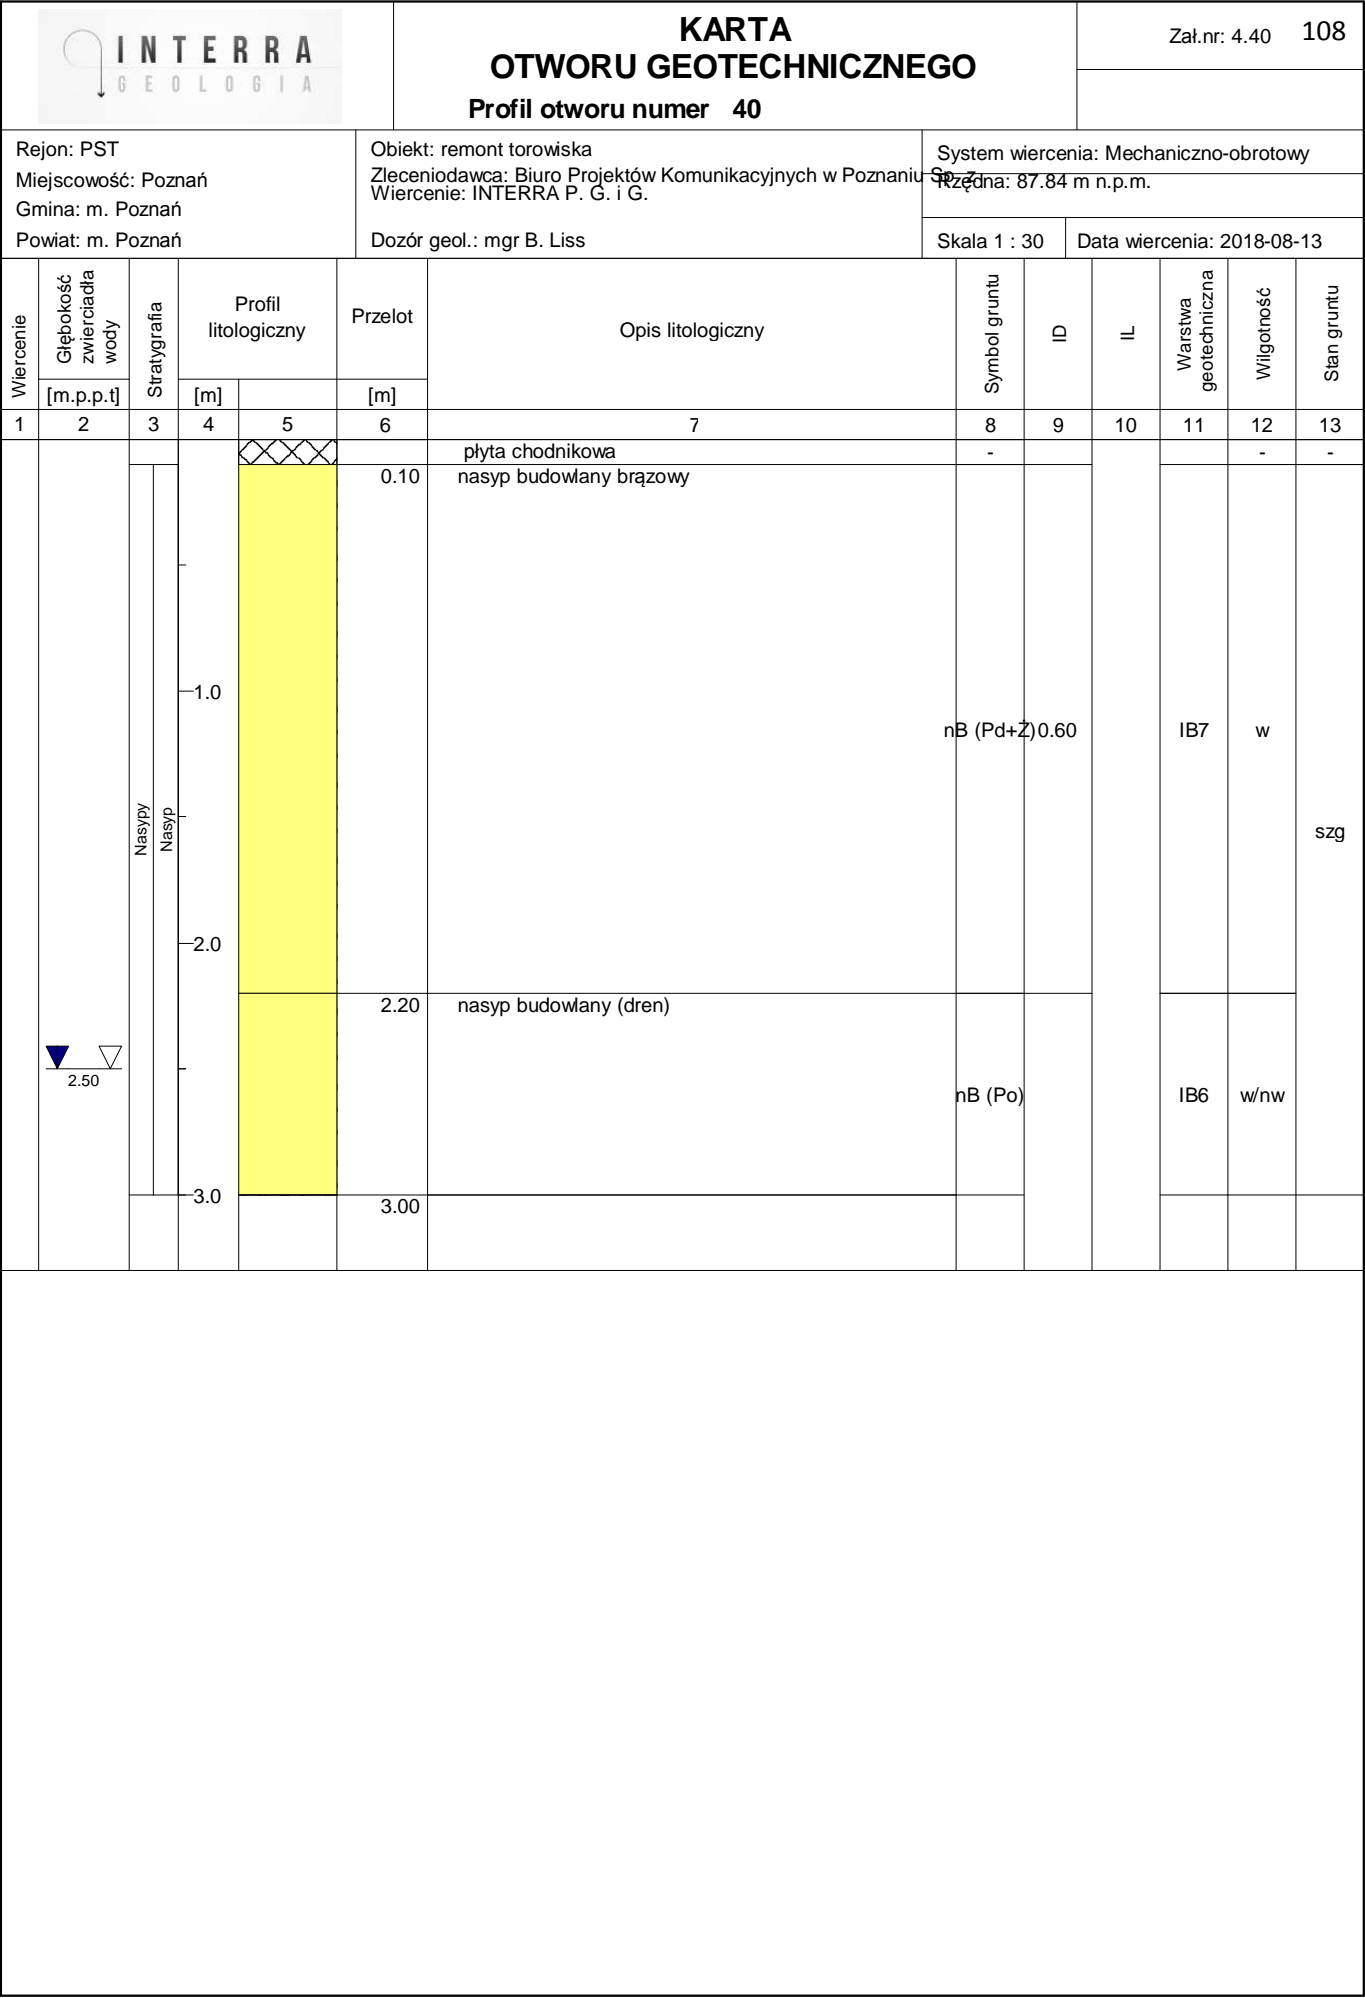 INTERRA
GEOLOGIA
KARTA
OTWORU GEOTECHNICZNEGO
Profil otworu numer 40
Zał.nr: 4.40
108
Rejon: PST
Miejscowość: Poznań
Gmina: m. Poznań
Powiat: m. Poznań
Obiekt: remont torowiska
Zleceniodawca: Biuro Projektów Komunikacyjnych w Poznaniu Sp. z
Wiercenie: INTERRA P. G. i G.
Dozór geol.: mgr B. Liss
System wiercenia: Mechaniczno-obrotowy
Rzędna: 87.84 m n.p.m.
Skala 1 : 30
Data wiercenia: 2018-08-13
Wiercenie
Głębokość
zwierciadła
wody
[m.p.p.t]
Stratygrafia
Profil
litologiczny
[m]
Przelot
[m]
Opis litologiczny
Symbol gruntu
ID
IL
Warstwa
geotechniczna
Wilgotność
Stan gruntu
1 2 3 4 5 6 7 8 9 10 11 12 13
płyta chodnikowa - - -
0.10 nasyp budowlany brązowy
1.0
nB (Pd+Ż) 0.60 IB7 w
Nasypy
Nasyp
szg
2.0
2.20 nasyp budowlany (dren)
2.50
nB (Po) IB6 w/nw
3.0
3.00